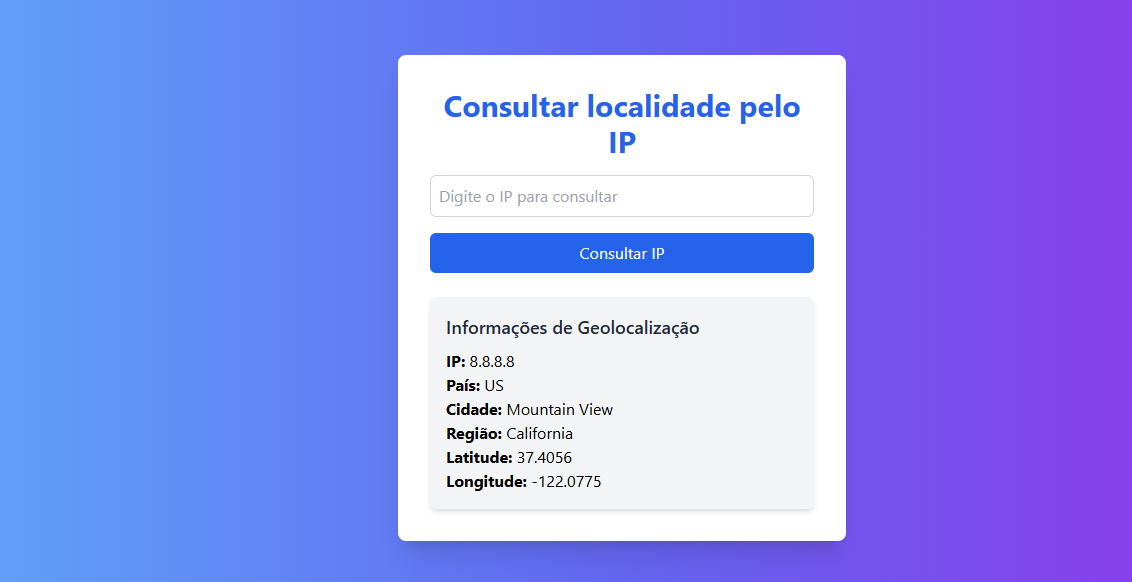 Consultar localidade pelo
IP
Digite o IP para consultar
Consultar IP
Informações de Geolocalização
IP: 8.8.8.8
País: US
Cidade: Mountain View
Região: California
Latitude: 37.4056
Longitude: -122.0775